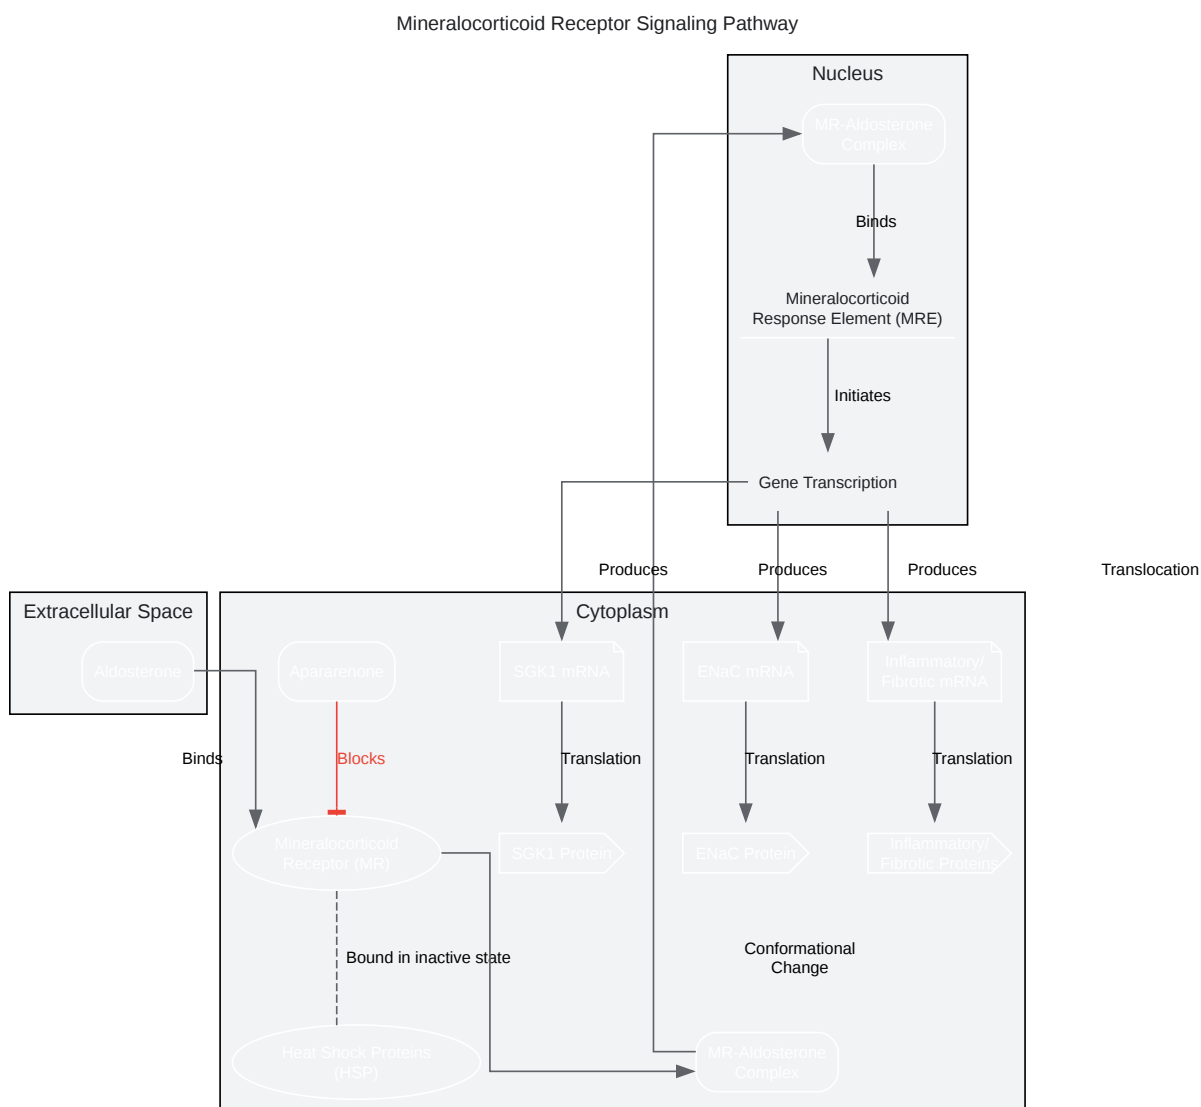 Mineralocorticoid Receptor Signaling Pathway
Nucleus
MR-Aldosterone
Complex
Binds
Mineralocorticoid
Response Element (MRE)
Initiates
Gene Transcription
Produces
Produces
Produces
Translocation
Extracellular Space
Cytoplasm
Aldosterone
Apararenone
SGK1 mRNA
ENaC mRNA
Inflammatory/
Fibrotic mRNA
Binds
Blocks
Translation
Translation
Translation
Mineralocorticoid
Receptor (MR)
SGK1 Protein
ENaC Protein
Inflammatory/
Fibrotic Proteins
Bound in inactive state
Conformational
Change
Heat Shock Proteins
(HSP)
MR-Aldosterone
Complex